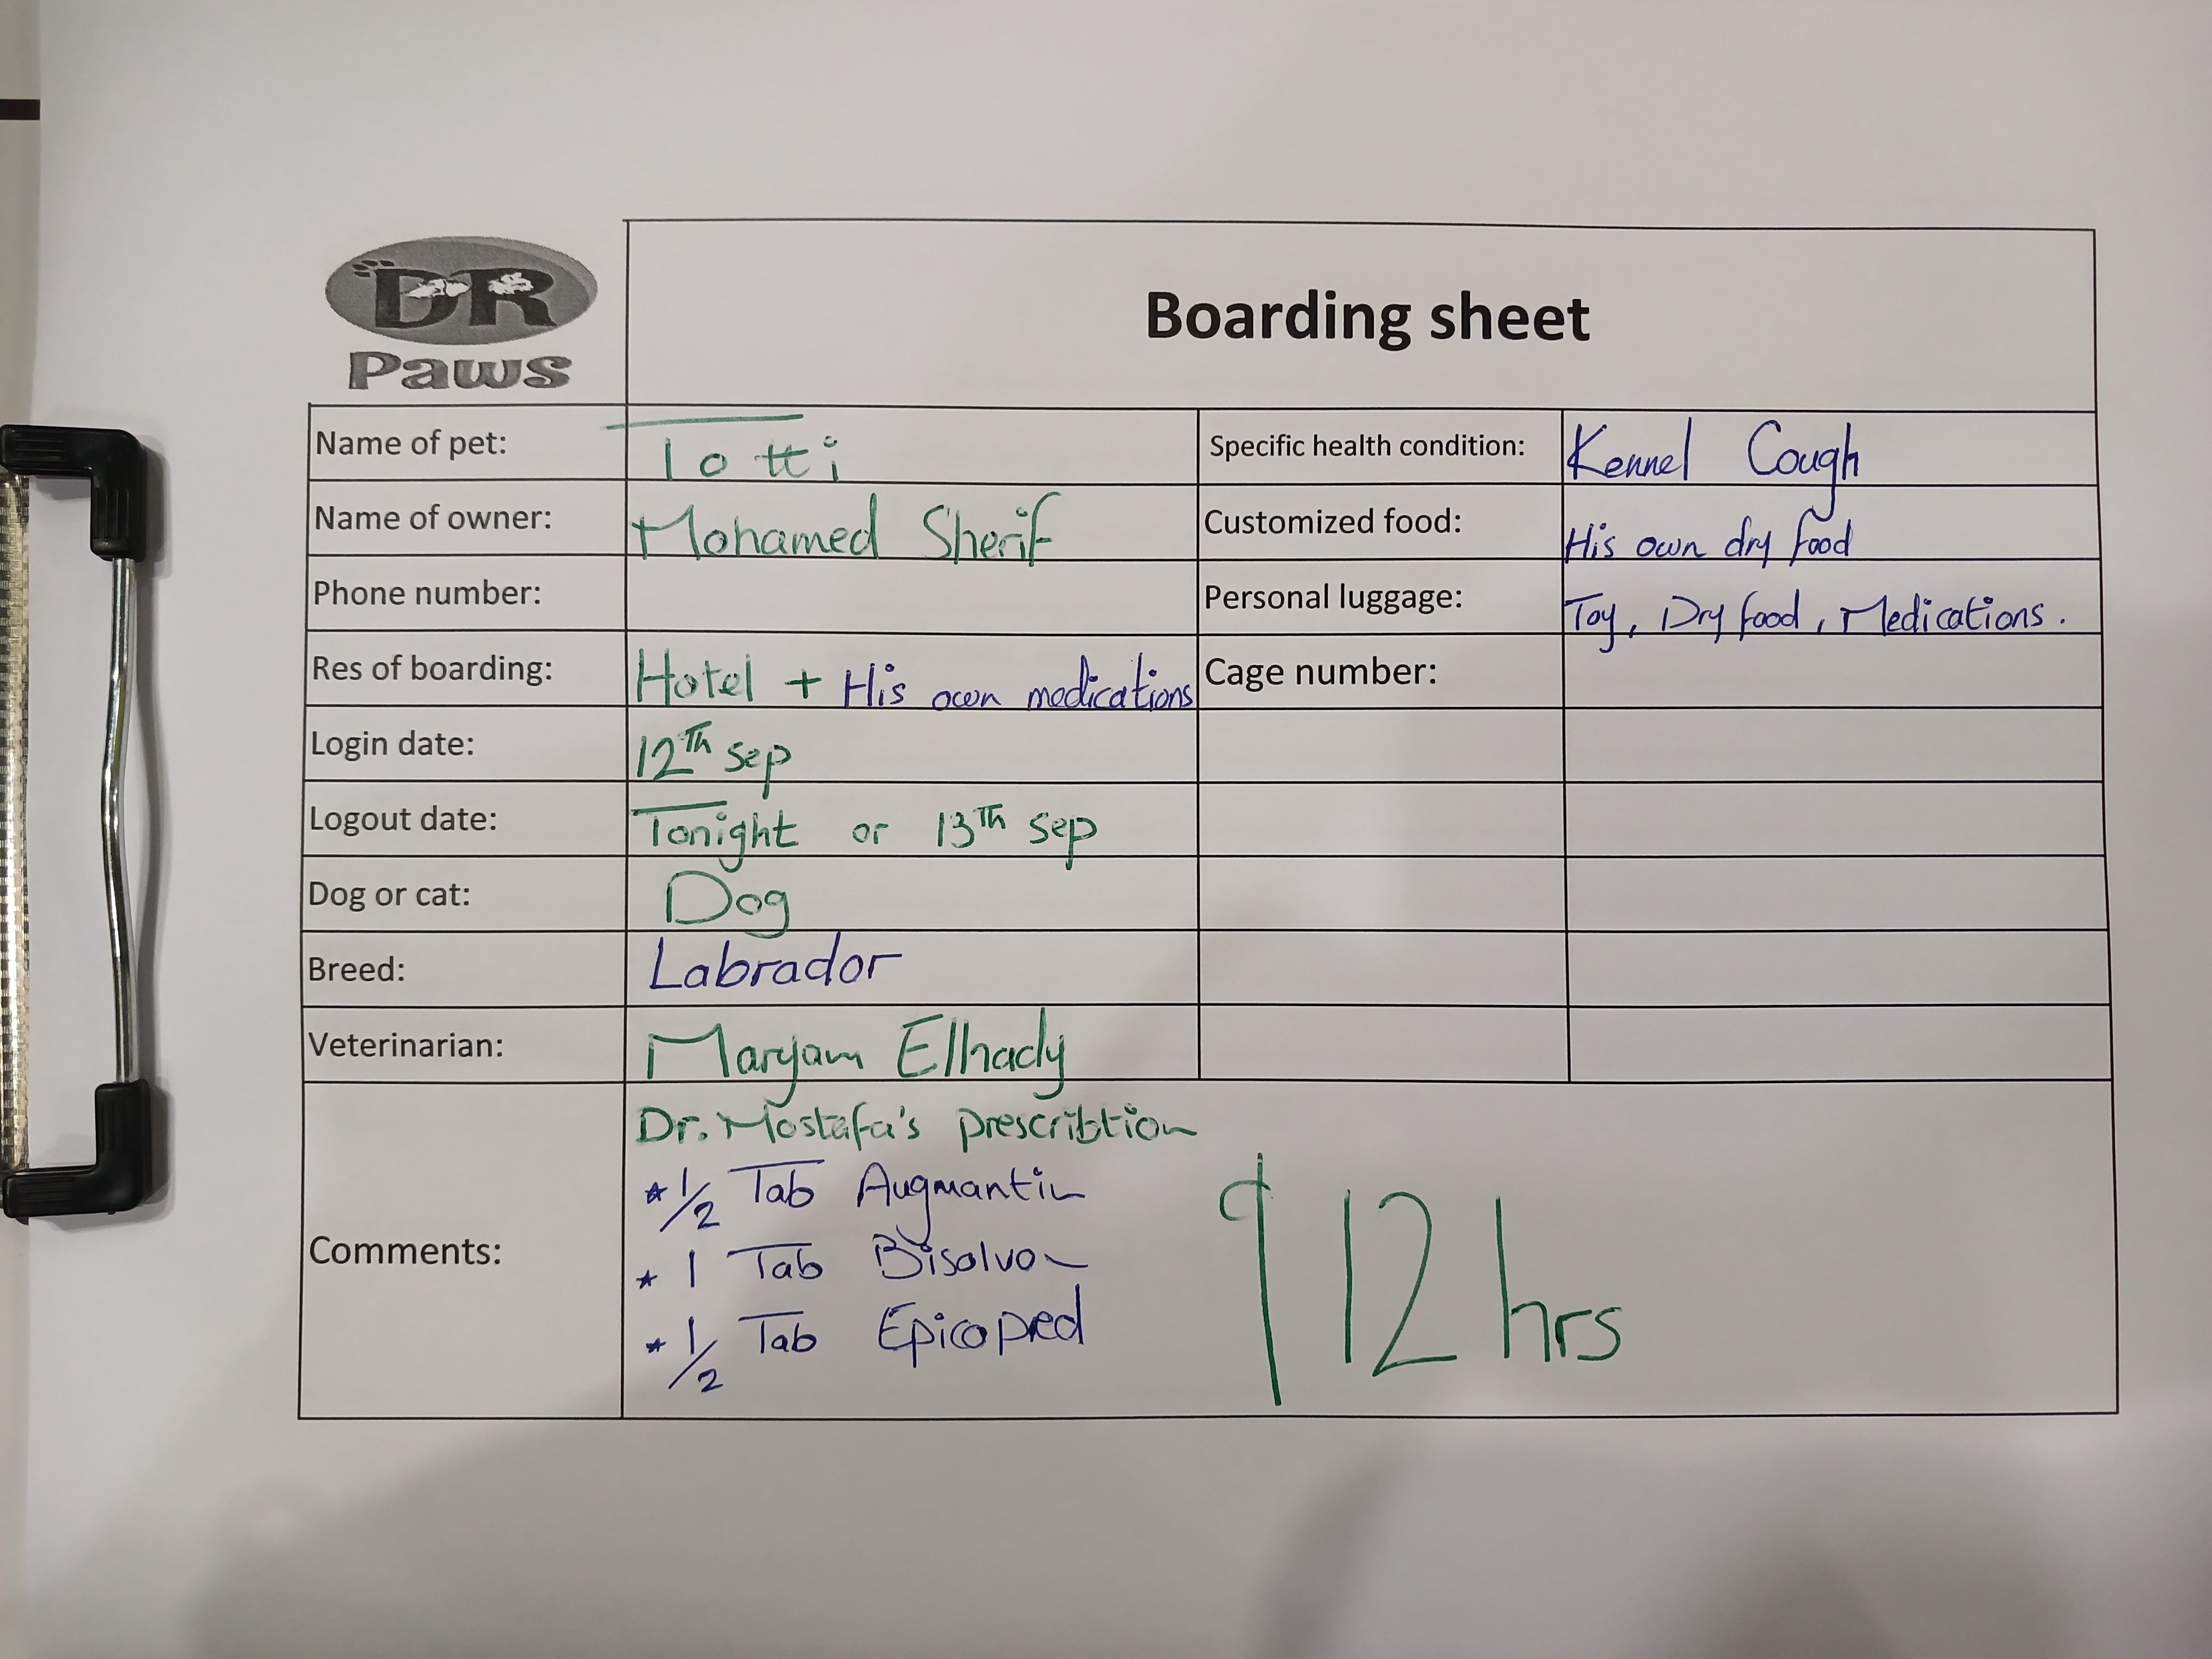 DR
Paws
Boarding sheet
Name of pet: Totti Specific health condition: Kennel Cough
Name of owner: Mohamed Sherif Customized food: His own dry food
Phone number: Personal luggage: Toy, Dry food, Medications.
Res of boarding: Hotel + His own medications Cage number:
Login date: 12Th sep
Logout date: Tonight or 13Th sep
Dog or cat: Dog
Breed: Labrador
Veterinarian: Maryam Elhady
Comments:
Dr. Mostafa's prescribtion
* 1/2 Tab Augmantin
* 1 Tab Bisolvon
* 1/2 Tab Epicopred
12 hrs